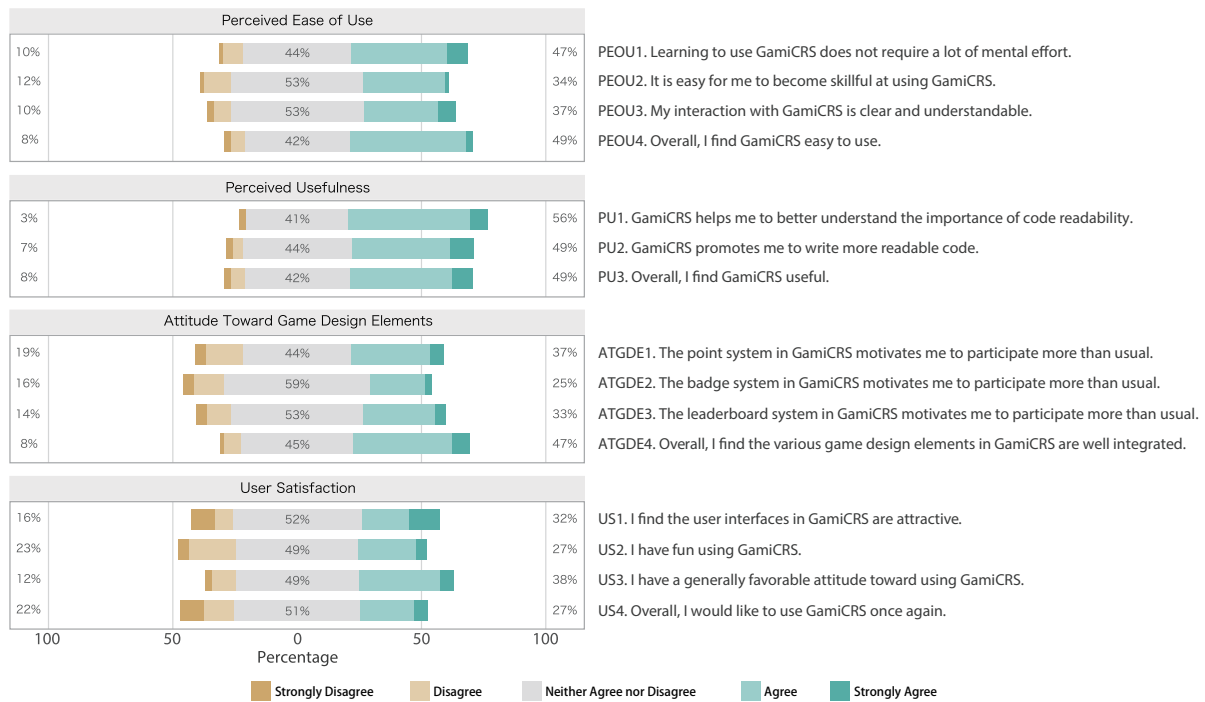 Perceived Ease of Use
10% 44% 47% PEOU1. Learning to use GamiCRS does not require a lot of mental effort.
12% 53% 34% PEOU2. It is easy for me to become skillful at using GamiCRS.
10% 53% 37% PEOU3. My interaction with GamiCRS is clear and understandable.
8% 42% 49% PEOU4. Overall, I find GamiCRS easy to use.
Perceived Usefulness
3% 41% 56% PU1. GamiCRS helps me to better understand the importance of code readability.
7% 44% 49% PU2. GamiCRS promotes me to write more readable code.
8% 42% 49% PU3. Overall, I find GamiCRS useful.
Attitude Toward Game Design Elements
19% 44% 37% ATGDE1. The point system in GamiCRS motivates me to participate more than usual.
16% 59% 25% ATGDE2. The badge system in GamiCRS motivates me to participate more than usual.
14% 53% 33% ATGDE3. The leaderboard system in GamiCRS motivates me to participate more than usual.
8% 45% 47% ATGDE4. Overall, I find the various game design elements in GamiCRS are well integrated.
User Satisfaction
16% 52% 32% US1. I find the user interfaces in GamiCRS are attractive.
23% 49% 27% US2. I have fun using GamiCRS.
12% 49% 38% US3. I have a generally favorable attitude toward using GamiCRS.
22% 51% 27% US4. Overall, I would like to use GamiCRS once again.
100 50 0 50 100
Percentage
Strongly Disagree Disagree Neither Agree nor Disagree Agree Strongly Agree